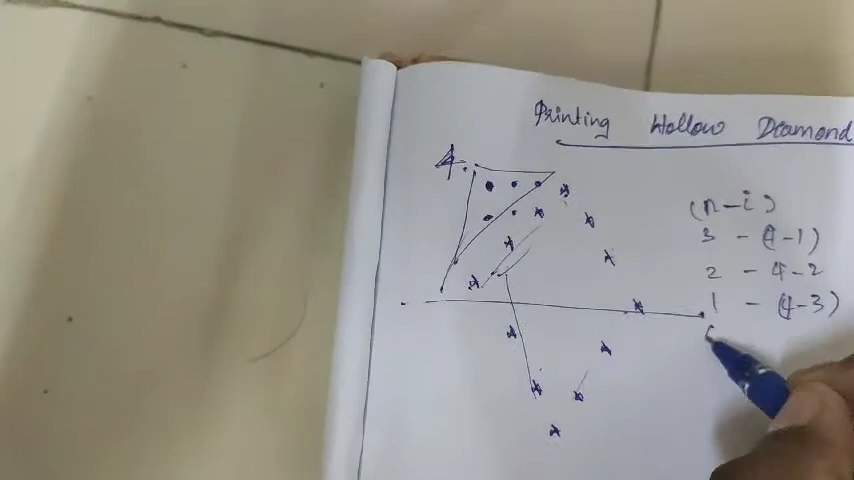 Printing Hollow Diamond
4
(n-i)
3 - (4-1)
2 - 4-2
1 - (4-3)